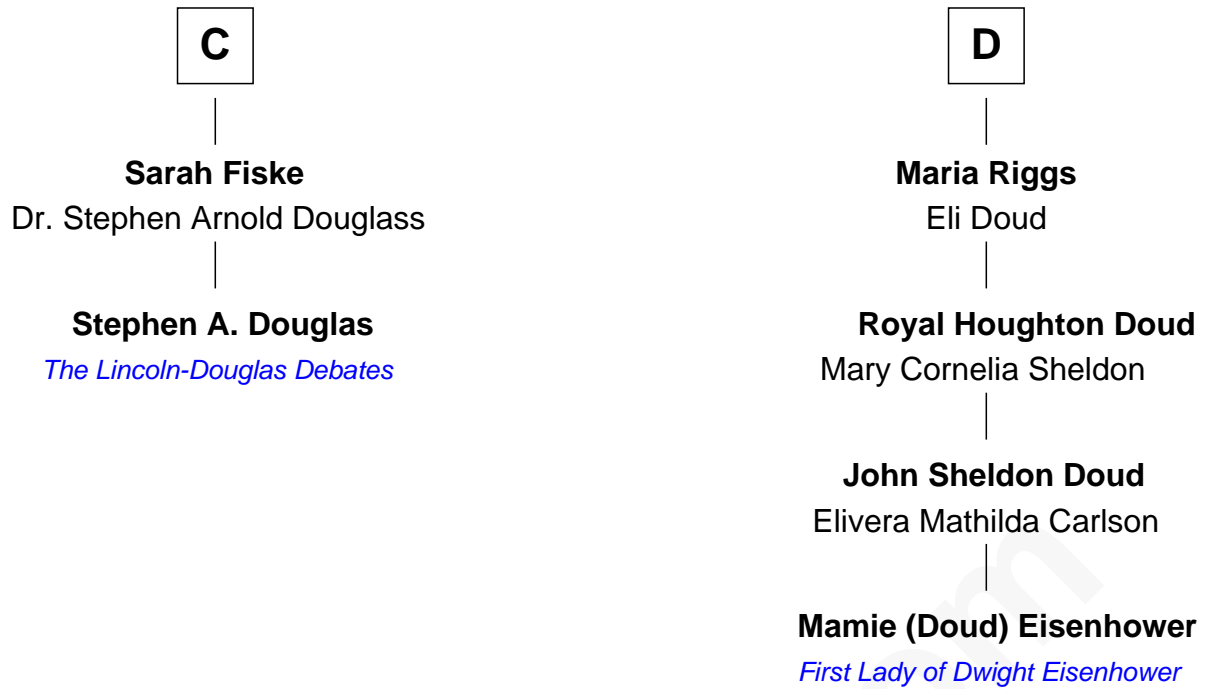 C
Sarah Fiske
Dr. Stephen Arnold Douglass
Stephen A. Douglas
The Lincoln-Douglas Debates
D
Maria Riggs
Eli Doud
Royal Houghton Doud
Mary Cornelia Sheldon
John Sheldon Doud
Elivera Mathilda Carlson
Mamie (Doud) Eisenhower
First Lady of Dwight Eisenhower